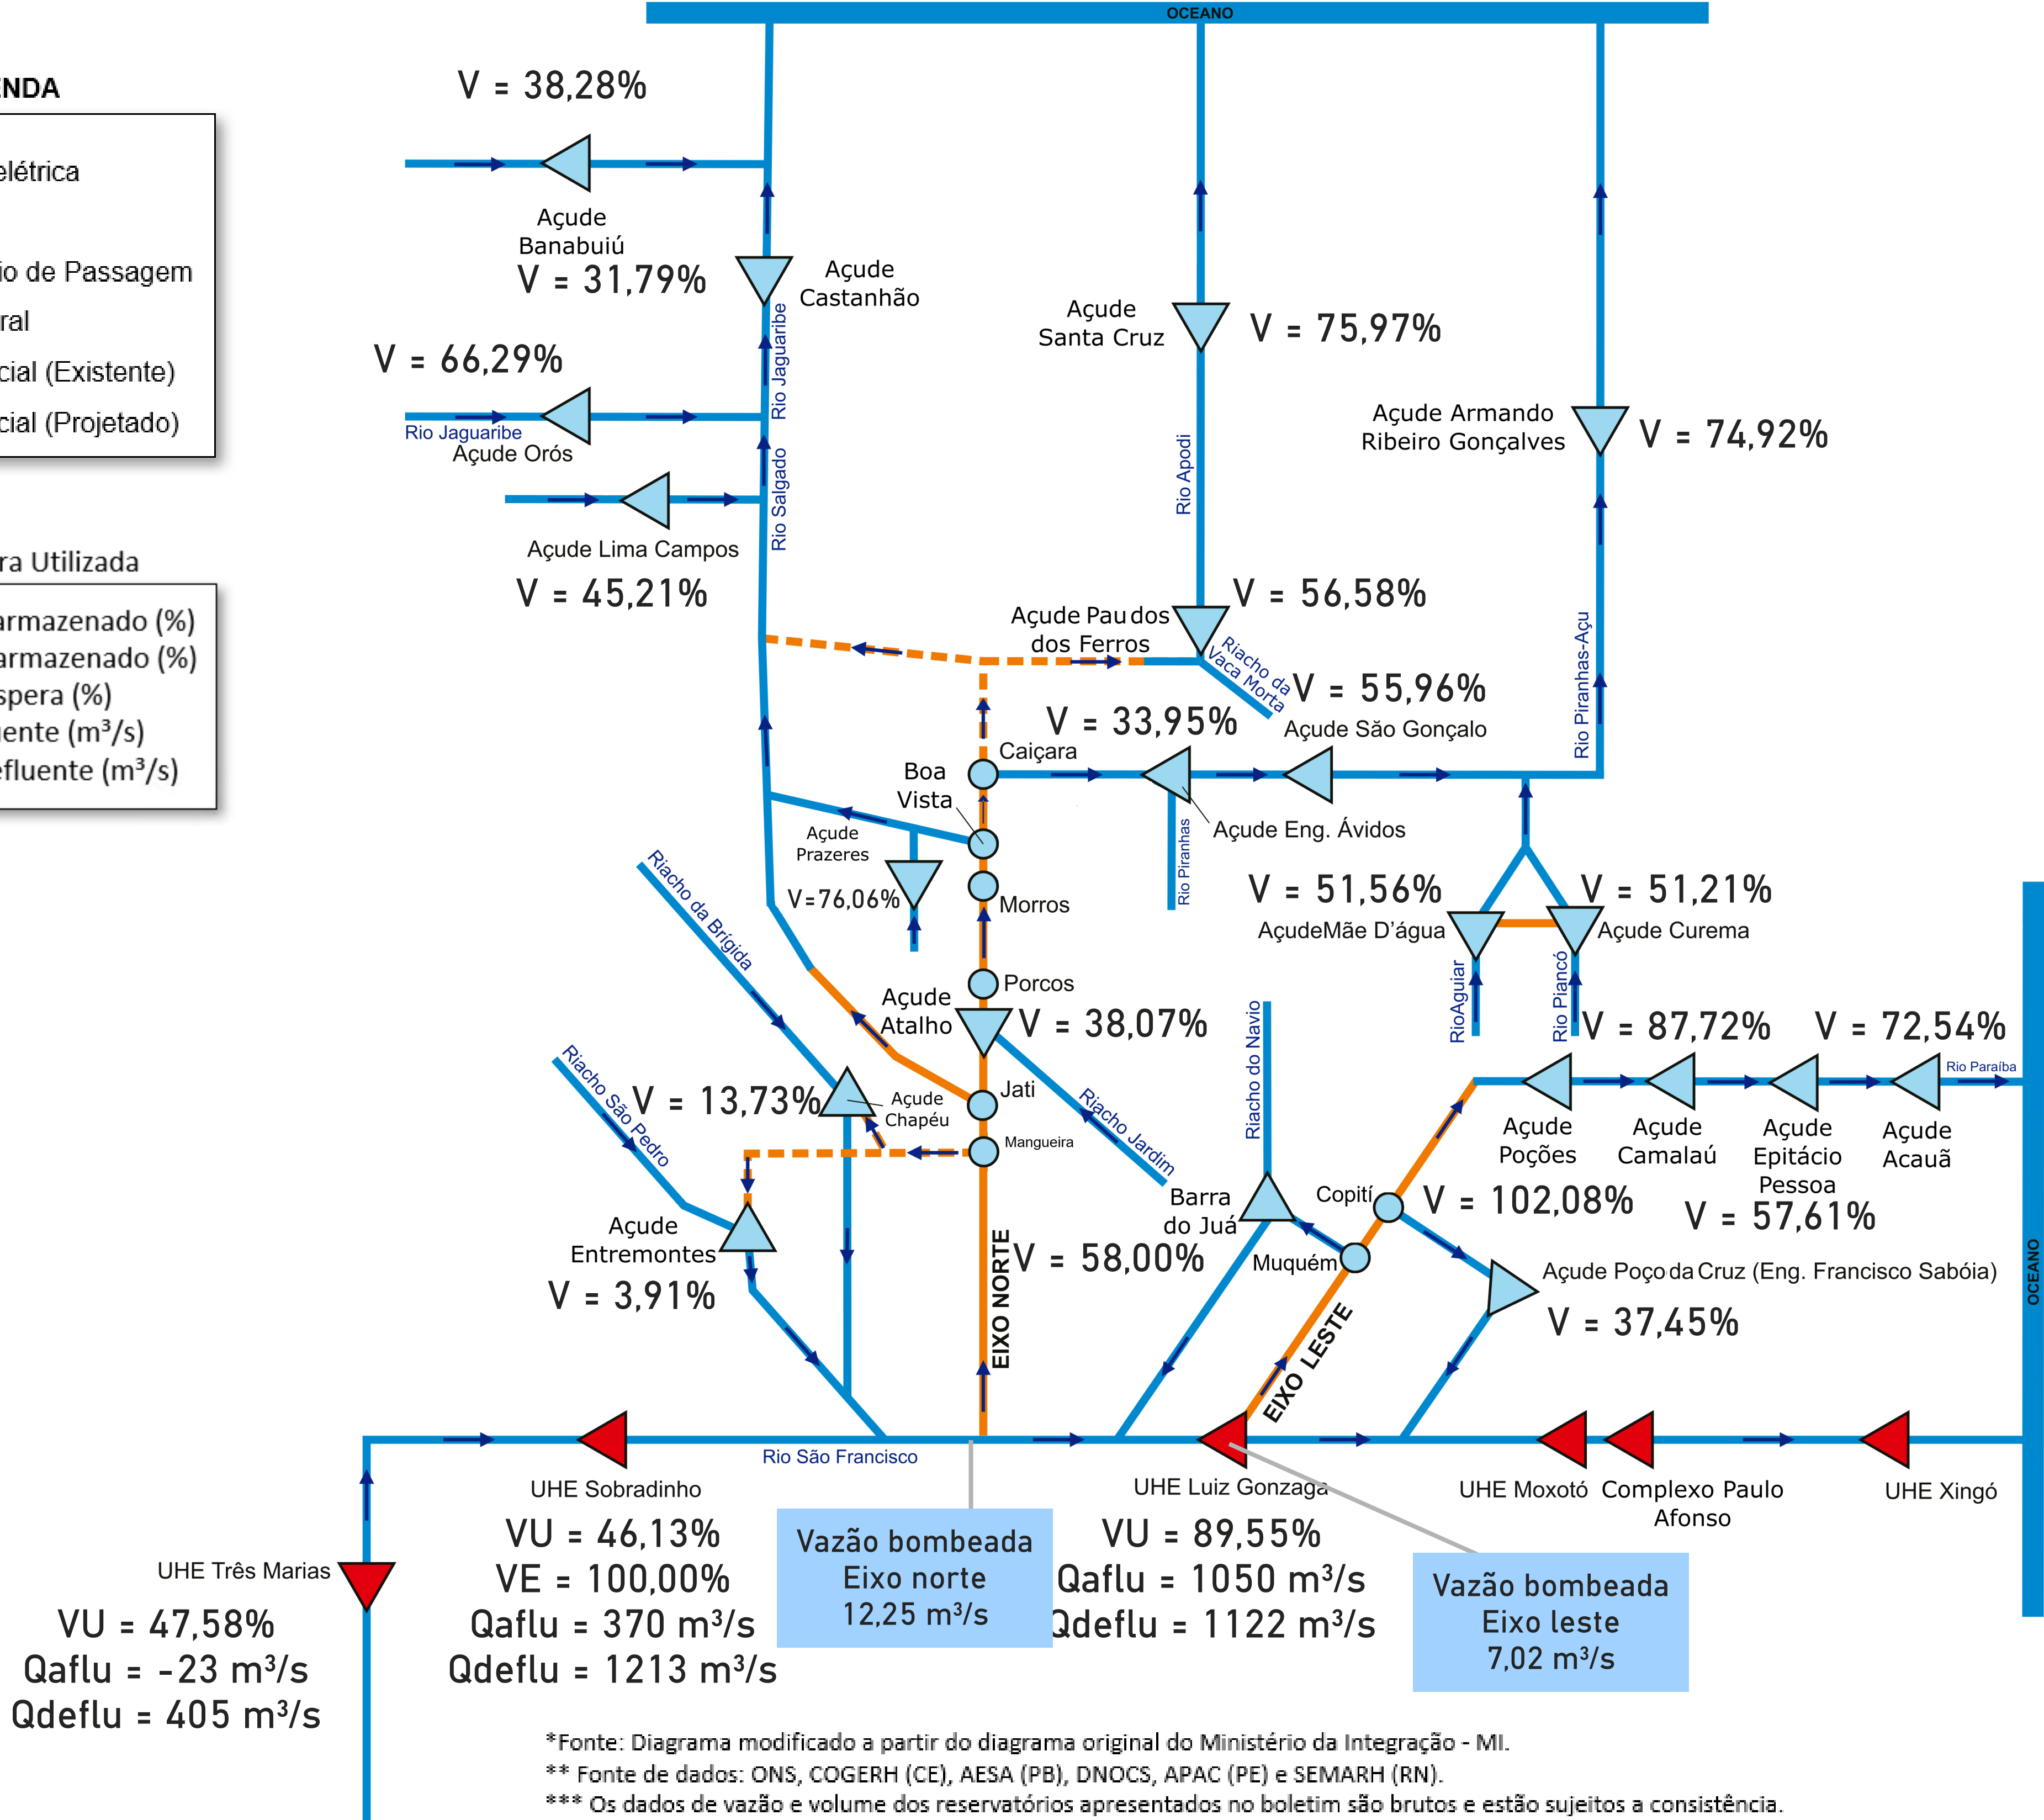 OCEANO
ENDA
elétrica
io de Passagem
ral
cial (Existente)
cial (Projetado)
ra Utilizada
armazenado (%)
armazenado (%)
spera (%)
uente (m³/s)
efluente (m³/s)
V = 38,28%
Açude
Banabuiú
V = 31,79%
Açude
Castanhão
Rio Jaguaribe
V = 66,29%
Rio Jaguaribe
Açude Orós
Rio Salgado
Açude Lima Campos
V = 45,21%
Açude
Santa Cruz
V = 75,97%
Rio Apodi
Açude Armando
Ribeiro Gonçalves
V = 74,92%
Rio Piranhas-Açu
Açude Pau dos
dos Ferros
V = 56,58%
Riacho da
Vaca Morta
V = 55,96%
Açude São Gonçalo
V = 33,95%
Caiçara
Boa
Vista
Açude Eng. Ávidos
Rio Piranhas
Açude
Prazeres
V=76,06%
Morros
Riacho da Brígida
V = 51,56%
AçudeMãe D'água
V = 51,21%
Açude Curema
RioAguiar
Rio Piancó
Porcos
Açude
Atalho
V = 38,07%
Riacho Jardim
Riacho São Pedro
V = 13,73%
Açude
Chapéu
Jati
Mangueira
Riacho do Navio
V = 87,72%
V = 72,54%
Rio Paraíba
Açude
Poções
Açude
Camalaú
Açude
Epitácio
Pessoa
Açude
Acauã
V = 102,08%
V = 57,61%
Copití
Barra
do Juá
Muquém
V = 58,00%
Açude
Entremontes
V = 3,91%
EIXO NORTE
EIXO LESTE
Açude Poço da Cruz (Eng. Francisco Sabóia)
V = 37,45%
OCEANO
Rio São Francisco
UHE Sobradinho
VU = 46,13%
VE = 100,00%
Qaflu = 370 m³/s
Qdeflu = 1213 m³/s
Vazão bombeada
Eixo norte
12,25 m³/s
UHE Luiz Gonzaga
VU = 89,55%
Qaflu = 1050 m³/s
Qdeflu = 1122 m³/s
Vazão bombeada
Eixo leste
7,02 m³/s
UHE Moxotó
Complexo Paulo
Afonso
UHE Xingó
UHE Três Marias
VU = 47,58%
Qaflu = -23 m³/s
Qdeflu = 405 m³/s
*Fonte: Diagrama modificado a partir do diagrama original do Ministério da Integração - MI.
** Fonte de dados: ONS, COGERH (CE), AESA (PB), DNOCS, APAC (PE) e SEMARH (RN).
*** Os dados de vazão e volume dos reservatórios apresentados no boletim são brutos e estão sujeitos a consistência.